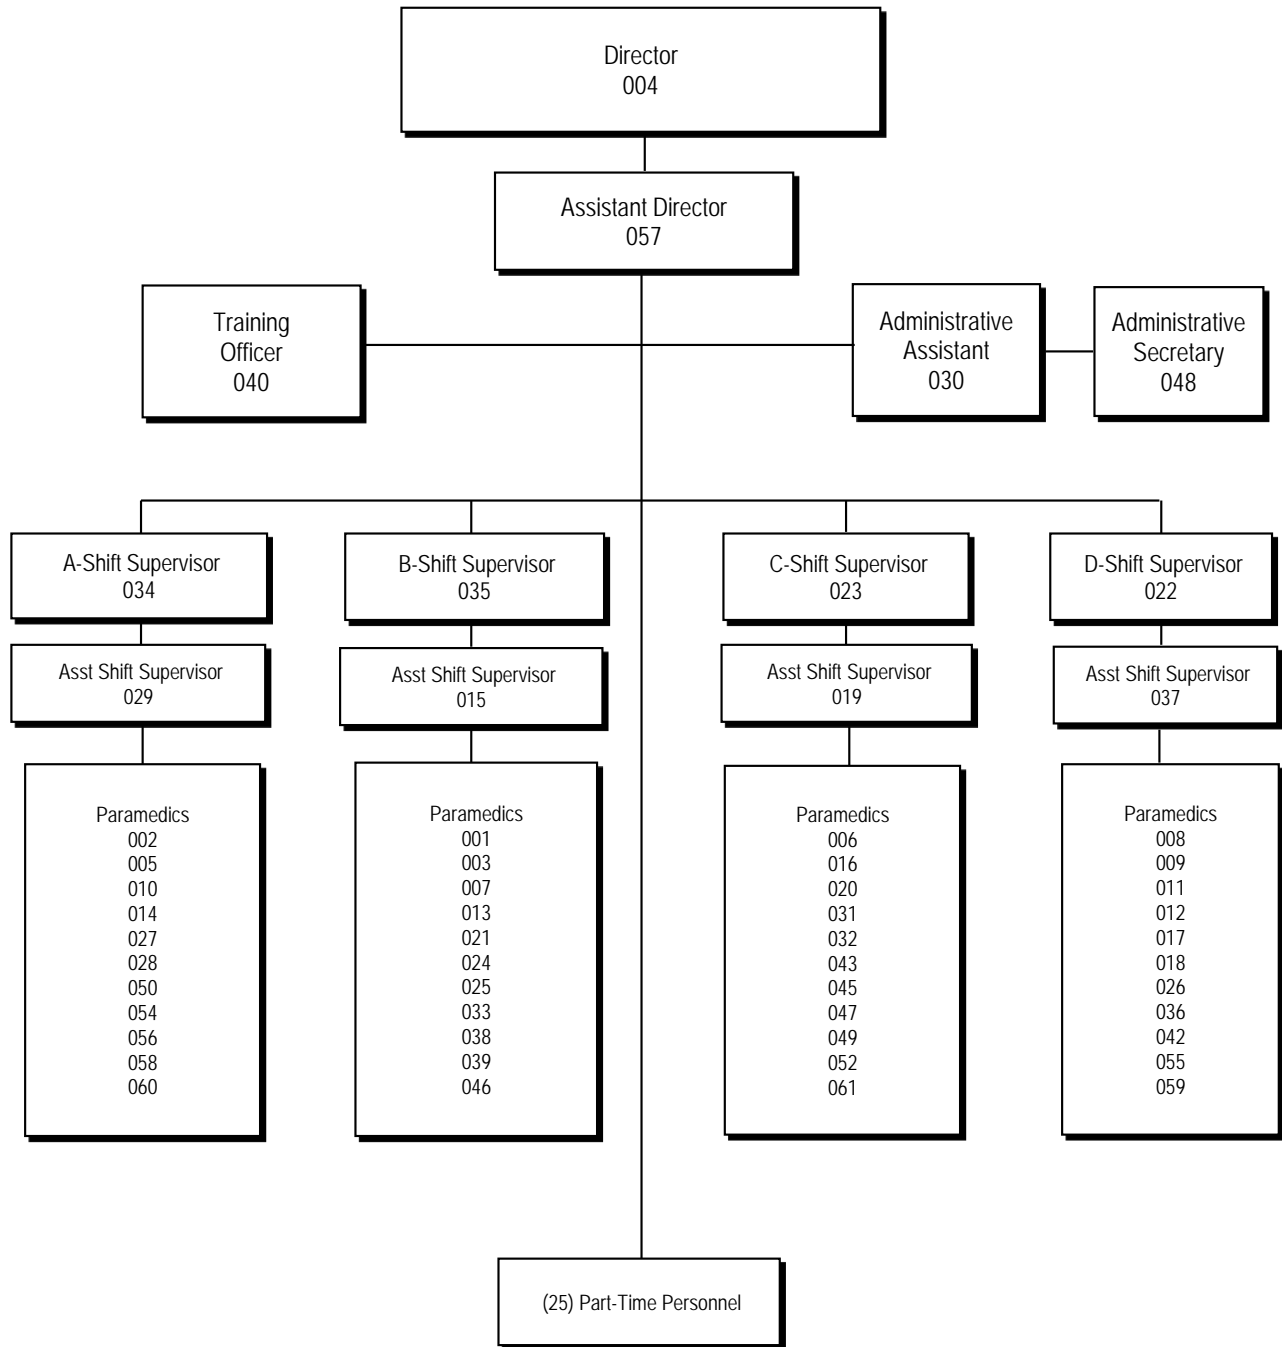 Director
004
Assistant Director
057
Training
Officer
040
Administrative
Assistant
030
Administrative
Secretary
048
A-Shift Supervisor
034
B-Shift Supervisor
035
C-Shift Supervisor
023
D-Shift Supervisor
022
Asst Shift Supervisor
029
Asst Shift Supervisor
015
Asst Shift Supervisor
019
Asst Shift Supervisor
037
Paramedics
002
005
010
014
027
028
050
054
056
058
060
Paramedics
001
003
007
013
021
024
025
033
038
039
046
Paramedics
006
016
020
031
032
043
045
047
049
052
061
Paramedics
008
009
011
012
017
018
026
036
042
055
059
(25) Part-Time Personnel